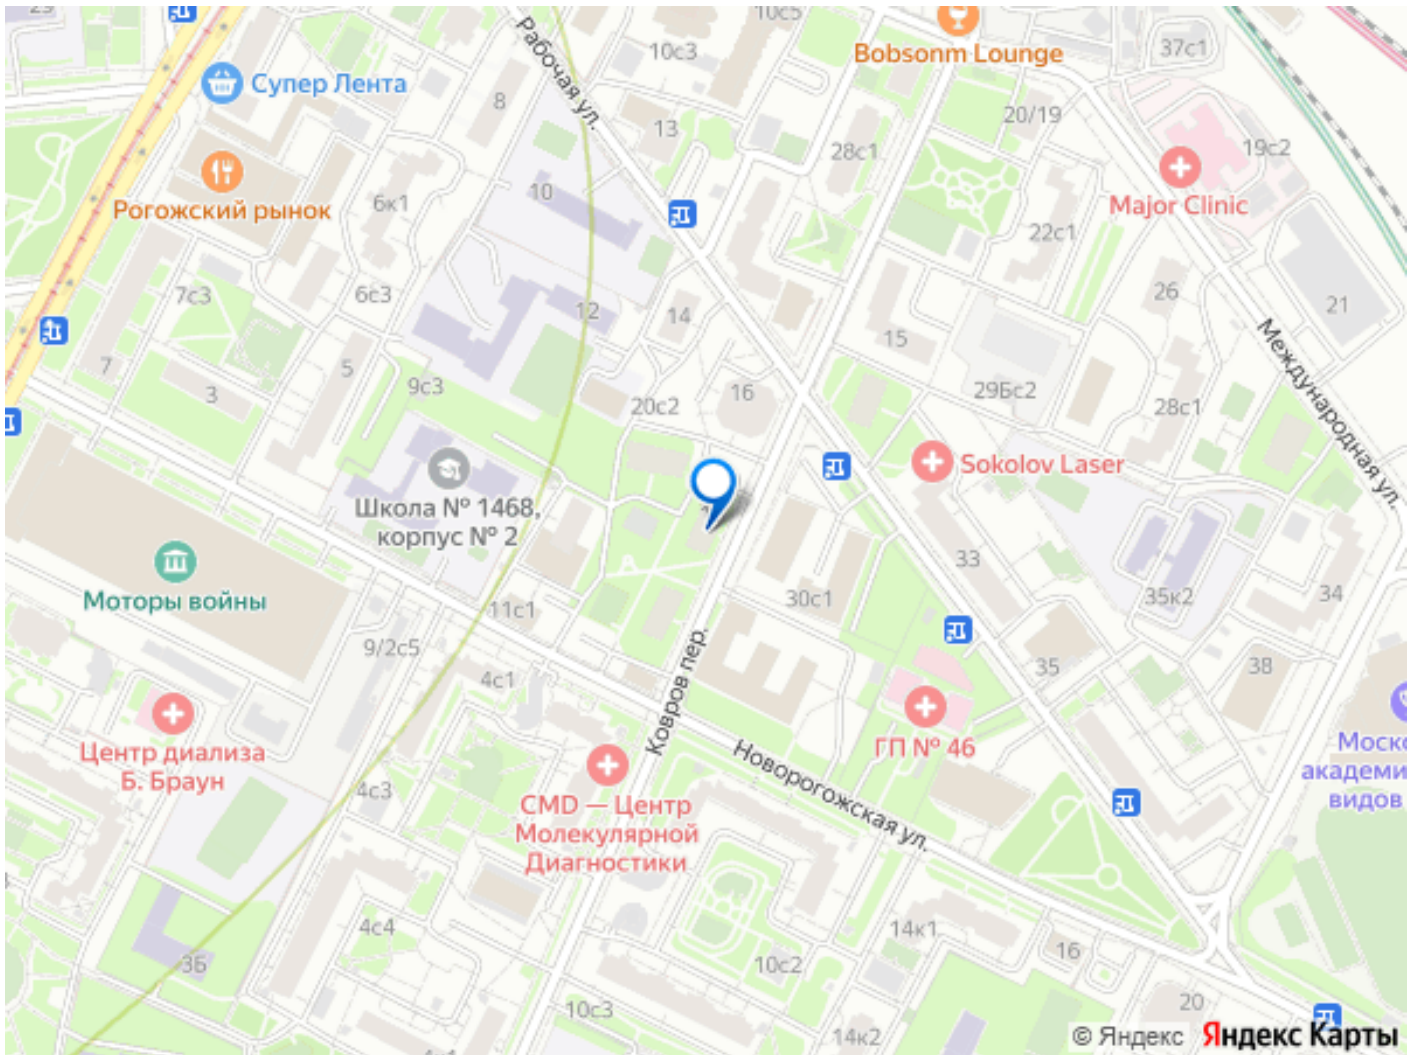 29
10с5
Bobsonm Lounge
37с1
10с3
Рабочая ул.
Супер Лента
8
13
20/19
28с1
19с2
Major Clinic
Рогожский рынок
6к1
10
22с1
7с3
6с3
12
14
26
21
15
Международная ул.
7
5
3
9с3
20с2
16
29Бс2
28с1
Sokolov Laser
Школа № 1468,
корпус № 2
33
Моторы войны
11с1
30с1
35к2
34
9/2с5
4с1
Ковров пер.
35
38
Центр диализа
Б. Браун
ГП № 46
Новорогожская ул.
Моско
академи
видов
4с3
CMD — Центр
Молекулярной
Диагностики
4с4
14к1
16
3Б
10с2
10с3
14к2
20
© Яндекс Яндекс Карты